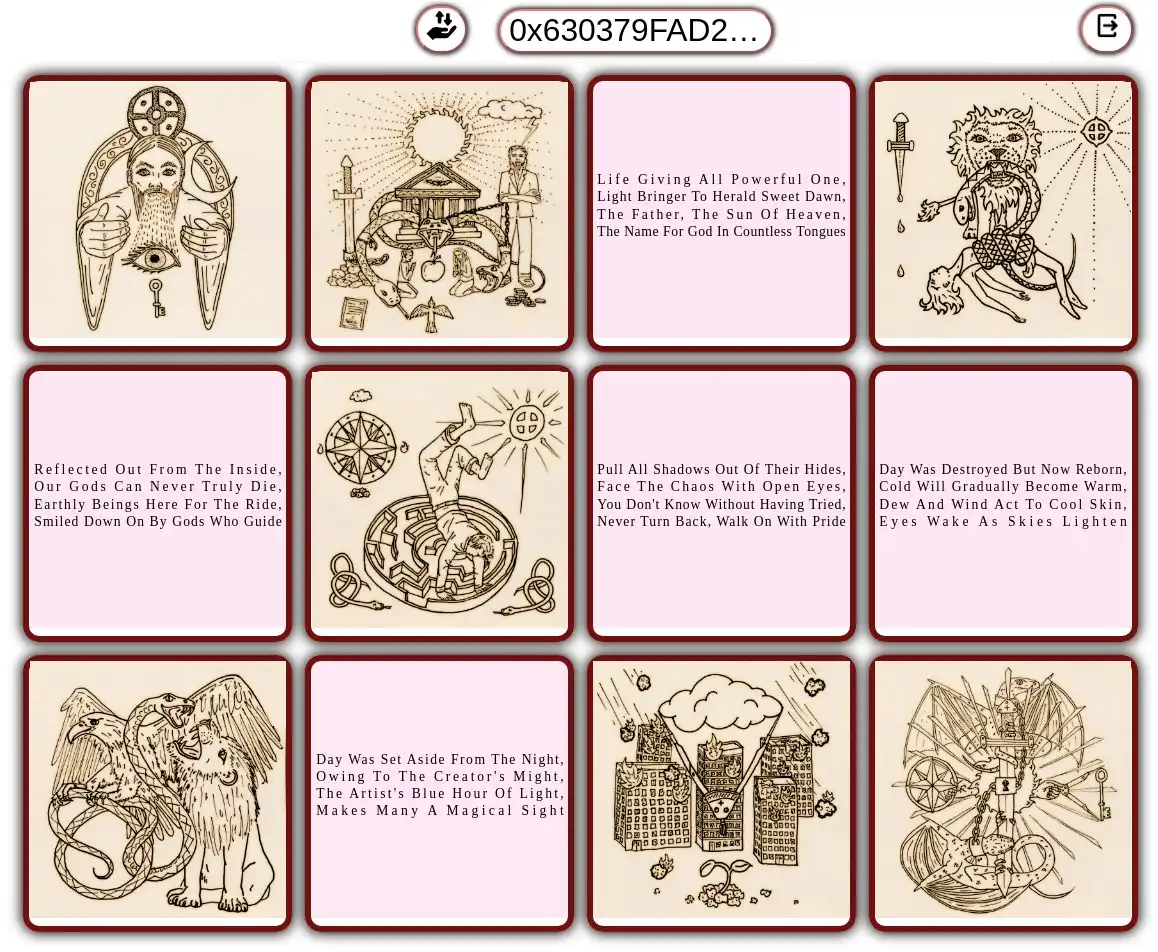 0x630379FAD2...
Life Giving All Powerful One,
Light Bringer To Herald Sweet Dawn,
The Father, The Sun Of Heaven,
The Name For God In Countless Tongues
Reflected Out From The Inside,
Our Gods Can Never Truly Die,
Earthly Beings Here For The Ride,
Smiled Down On By Gods Who Guide
Pull All Shadows Out Of Their Hides,
Face The Chaos With Open Eyes,
You Don't Know Without Having Tried,
Never Turn Back, Walk On With Pride
Day Was Destroyed But Now Reborn,
Cold Will Gradually Become Warm,
Dew And Wind Act To Cool Skin,
Eyes Wake As Skies Lighten
Day Was Set Aside From The Night,
Owing To The Creator's Might,
The Artist's Blue Hour Of Light,
Makes Many A Magical Sight